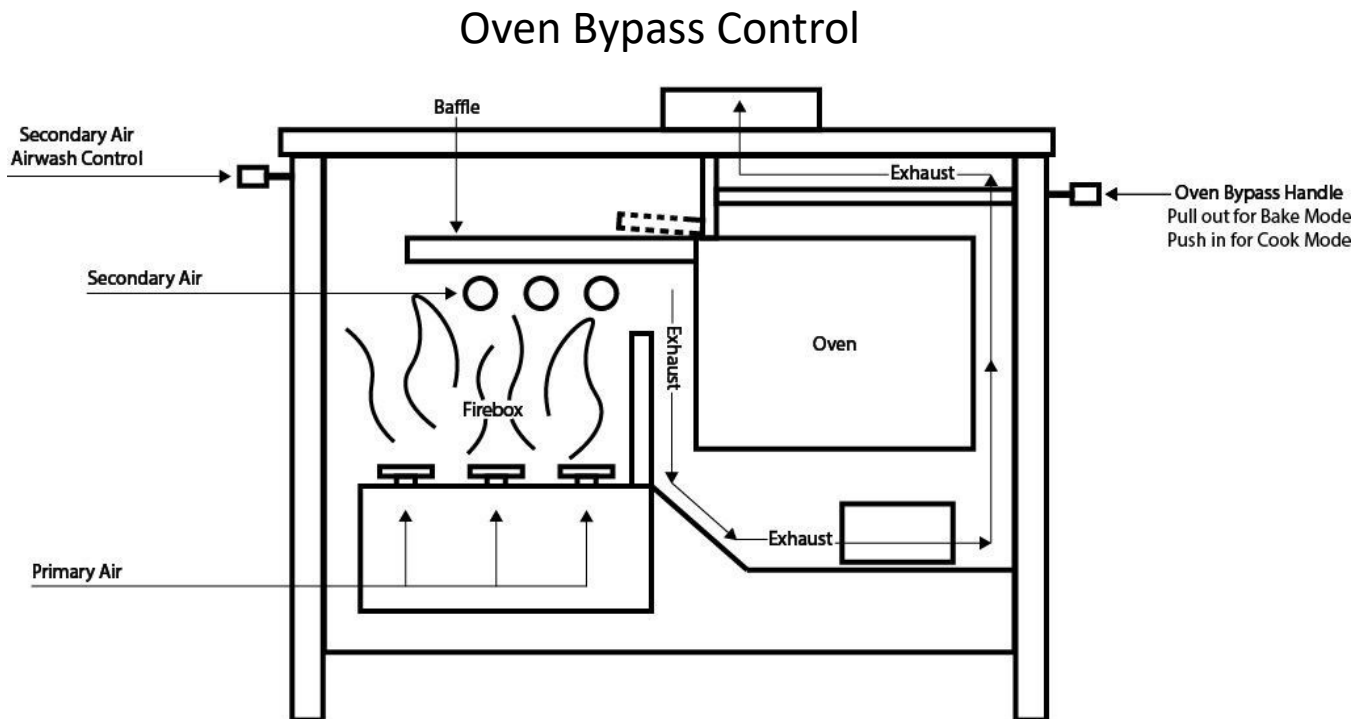 Oven Bypass Control
Baffle
Secondary Air
Airwash Control
Exhaust
Oven Bypass Handle
Pull out for Bake Mode
Push in for Cook Mode
Secondary Air
Exhaust
Oven
Firebox
Exhaust
Primary Air